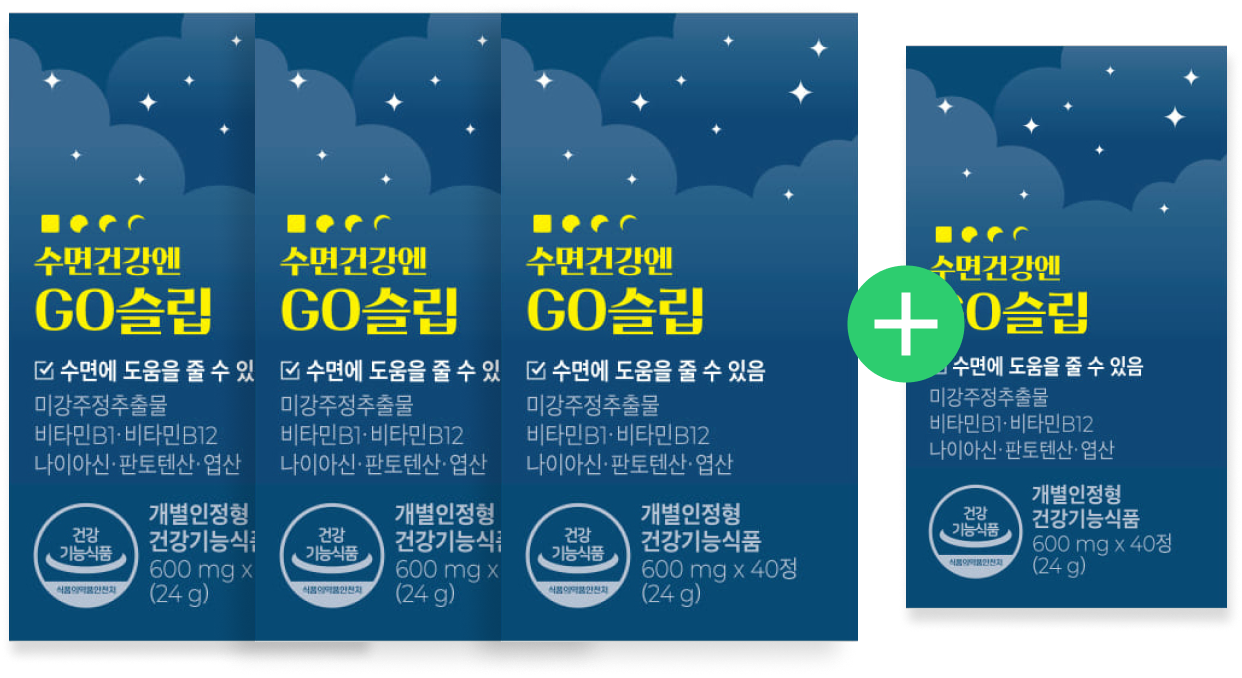 수면건강엔
GO슬립
수면에 도움을 줄 수 있
미강주정추출물
비타민B1·비타민B12
나이아신·판토텐산·엽산
건강
기능식품
식품의약품안전처
개별인정형
건강기능식
600 mg x
(24 g)
수면건강엔
GO슬립
수면에 도움을 줄 수 있
미강주정추출물
비타민B1·비타민B12
나이아신·판토텐산·엽산
건강
기능식품
식품의약품안전처
개별인정형
건강기능식
600 mg x
(24 g)
수면건강엔
GO슬립
수면에 도움을 줄 수 있음
미강주정추출물
비타민B1·비타민B12
나이아신·판토텐산·엽산
건강
기능식품
식품의약품안전처
개별인정형
건강기능식품
600 mg x 40정
(24 g)
+
수면건강엔
GO슬립
수면에 도움을 줄 수 있음
미강주정추출물
비타민B1·비타민B12
나이아신·판토텐산·엽산
건강
기능식품
식품의약품안전처
개별인정형
건강기능식품
600 mg x 40정
(24 g)